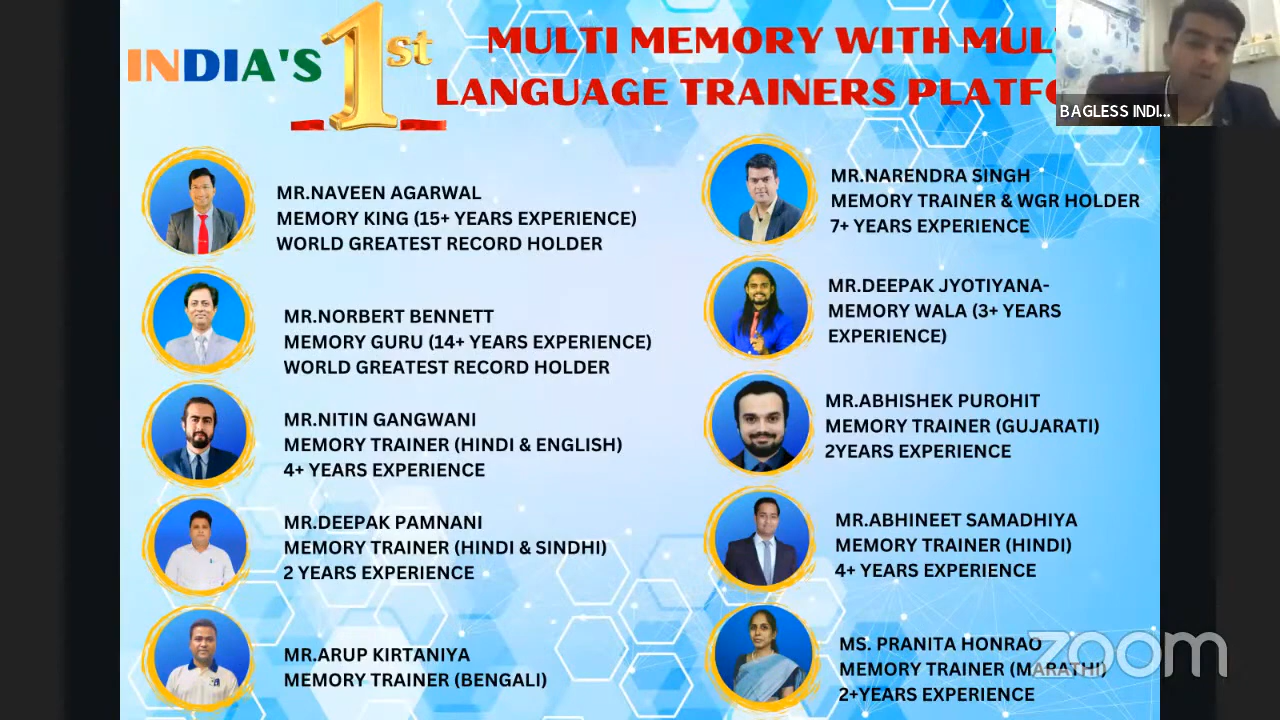 INDIA'S 1st
MULTI MEMORY WITH
LANGUAGE TRAINERS
BAGLESS INDI...
MR.NAVEEN AGARWAL
MEMORY KING (15+ YEARS EXPERIENCE)
WORLD GREATEST RECORD HOLDER
MR.NORBERT BENNETT
MEMORY GURU (14+ YEARS EXPERIENCE)
WORLD GREATEST RECORD HOLDER
MR.NITIN GANGWANI
MEMORY TRAINER (HINDI & ENGLISH)
4+ YEARS EXPERIENCE
MR.DEEPAK PAMNANI
MEMORY TRAINER (HINDI & SINDHI)
2 YEARS EXPERIENCE
MR.ARUP KIRTANIYA
MEMORY TRAINER (BENGALI)
MR.NARENDRA SINGH
MEMORY TRAINER & WGR HOLDER
7+ YEARS EXPERIENCE
MR.DEEPAK JYOTIYANA-
MEMORY WALA (3+ YEARS
EXPERIENCE)
MR.ABHISHEK PUROHIT
MEMORY TRAINER (GUJARATI)
2YEARS EXPERIENCE
MR.ABHINEET SAMADHIYA
MEMORY TRAINER (HINDI)
4+ YEARS EXPERIENCE
MS. PRANITA HONRAO
MEMORY TRAINER (MARATHI)
2+YEARS EXPERIENCE
zoom